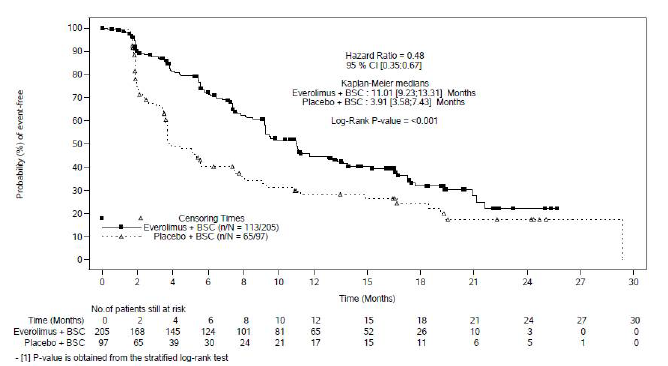 Hazard Ratio = 0.48
95 % CI [0.35;0.67]
Kaplan-Meier medians
Everolimus + BSC : 11.01 [9.23;13.31] Months
Placebo + BSC : 3.91 [3.58;7.43] Months
Log-Rank P-value = <0.001
Probability (%) of event-free
100
90
80
70
60
50
40
30
20
10
0
Censoring Times
Everolimus + BSC (n/N = 113/205)
Placebo + BSC (n/N = 65/97)
0 2 4 6 8 10 12 15 18 21 24 27 30
Time (Months)
No.of patients still at risk
Time (Months) 0 2 4 6 8 10 12 15 18 21 24 27 30
Everolimus + BSC 205 168 145 124 101 81 65 52 26 10 3 0 0
Placebo + BSC 97 65 39 30 24 21 17 15 11 6 5 1 0
- [1] P-value is obtained from the stratified log-rank test